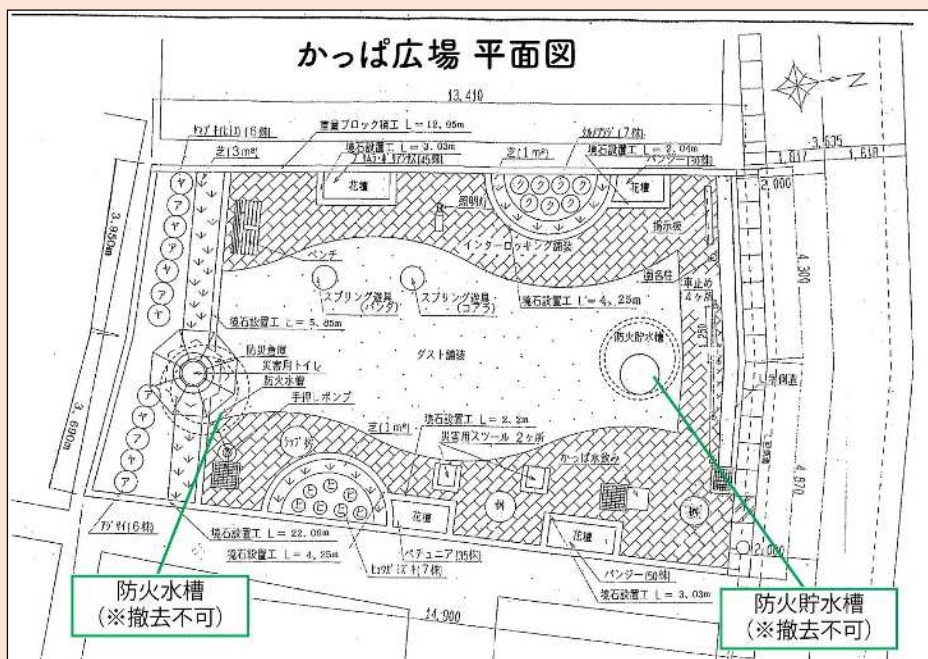 かっぱ広場 平面図
13.410
N
重量ブロック積工 L=12.95m
境石設置工 L=3.03m
芝(3㎡)
芝(1㎡)
境石設置工 L=2.04m
パンジー(30株)
3.635
1.817
1.818
2.000
花壇
花壇
照明灯
掲示板
インターロッキング舗装
ベンチ
園名柱
車止め
4ヶ所
スプリング遊具
(パンダ)
スプリング遊具
(コアラ)
境石設置工 L=4.25m
境石設置工 L=5.85m
3.950m
4.300
防災倉庫
災害用トイレ
防火水槽
手押しポンプ
ダスト舗装
防火貯水槽
3.690m
芝(1㎡)
境石設置工 L=2.2m
災害用スツール 2ヶ所
かっぱ水飲み
4.870
花壇
花壇
アジサイ(6株)
境石設置工 L=22.09m
境石設置工 L=4.25m
ペチュニア(35株)
パンジー(50株)
境石設置工 L=3.03m
14.900
防火水槽
(※撤去不可)
防火貯水槽
(※撤去不可)